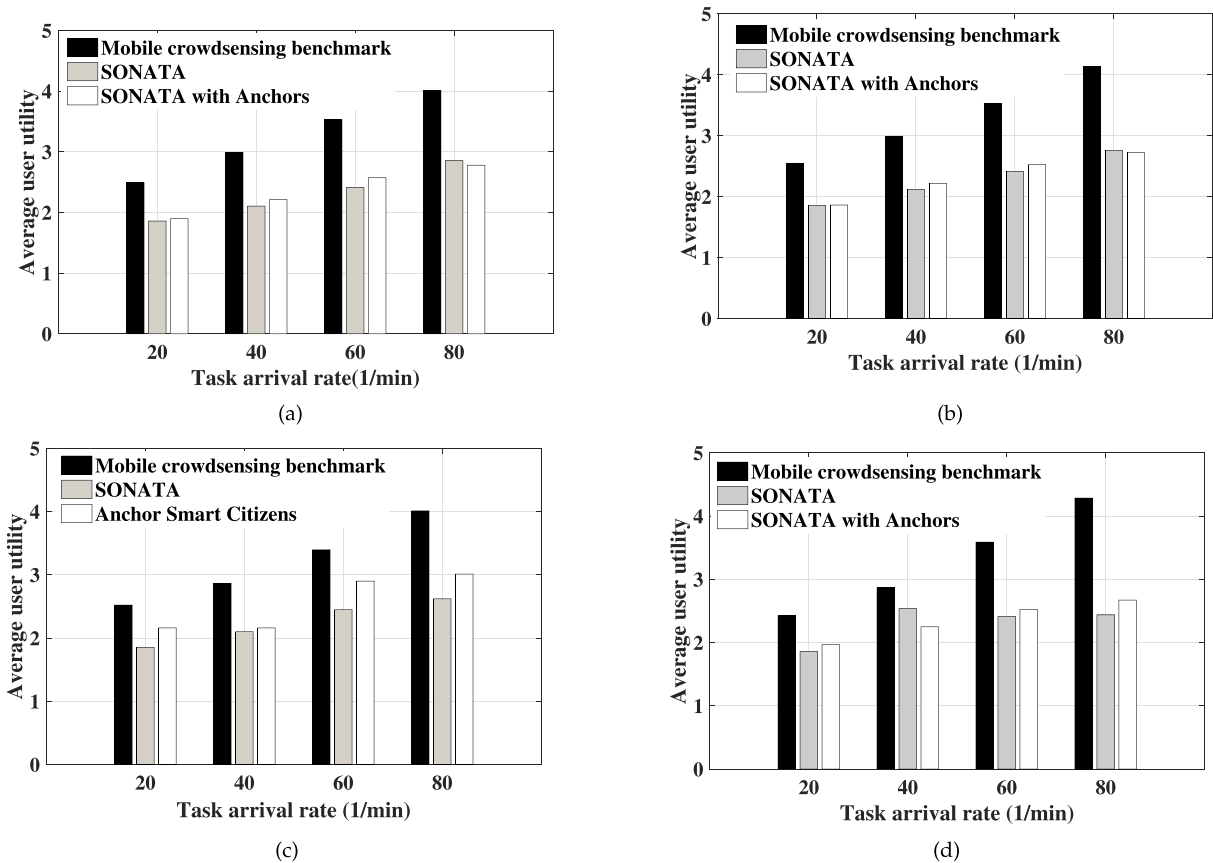 5
4
3
2
1
0
Average user utility
Mobile crowdsensing benchmark
SONATA
SONATA with Anchors
20 40 60 80
Task arrival rate(1/min)
(a)
5
4
3
2
1
0
Average user utility
Mobile crowdsensing benchmark
SONATA
SONATA with Anchors
20 40 60 80
Task arrival rate (1/min)
(b)
5
4
3
2
1
0
Average user utility
Mobile crowdsensing benchmark
SONATA
Anchor Smart Citizens
20 40 60 80
Task arrival rate (1/min)
(c)
5
4
3
2
1
0
Average user utility
Mobile crowdsensing benchmark
SONATA
SONATA with Anchors
20 40 60 80
Task arrival rate (1/min)
(d)